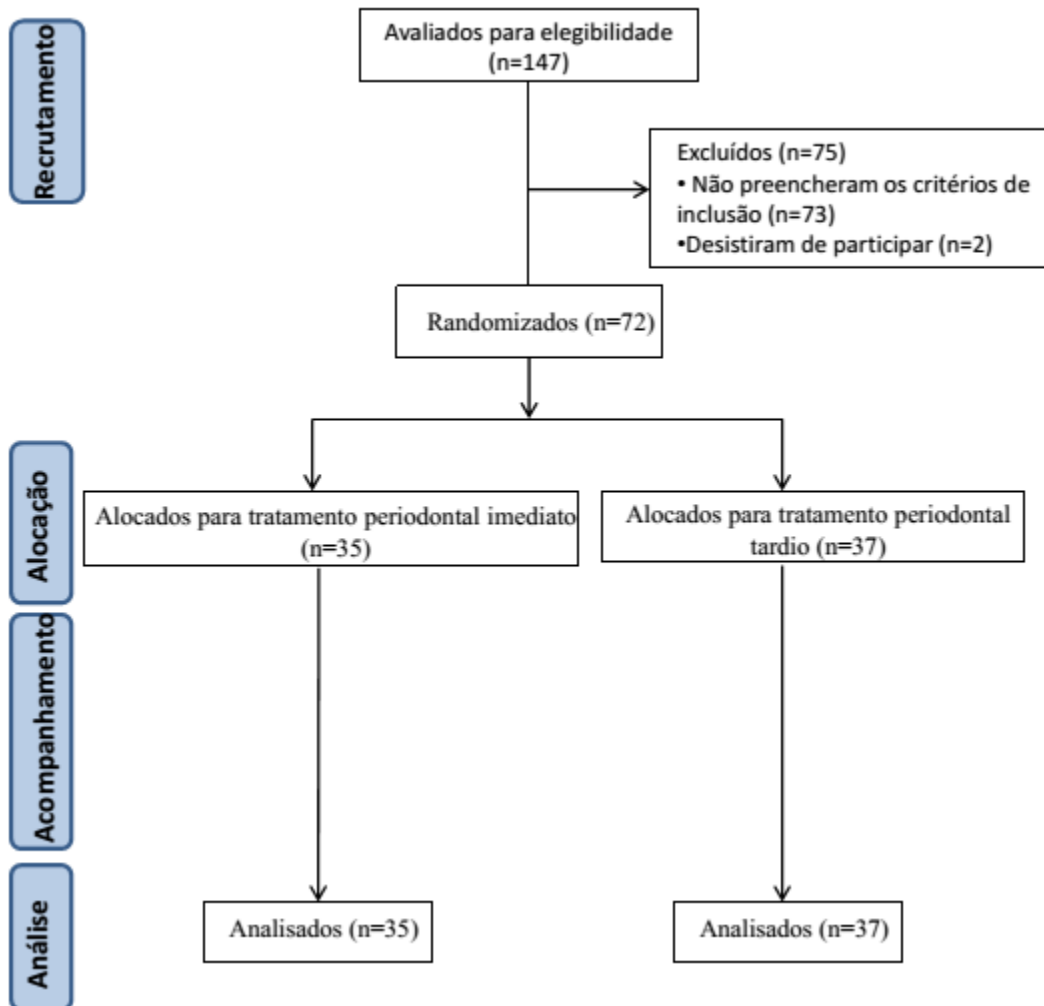 Recrutamento
Avaliados para elegibilidade
(n=147)
Excluídos (n=75)
• Não preencheram os critérios de
inclusão (n=73)
•Desistiram de participar (n=2)
Randomizados (n=72)
Alocação
Alocados para tratamento periodontal imediato
(n=35)
Alocados para tratamento periodontal
tardio (n=37)
Acompanhamento
Análise
Analisados (n=35)
Analisados (n=37)